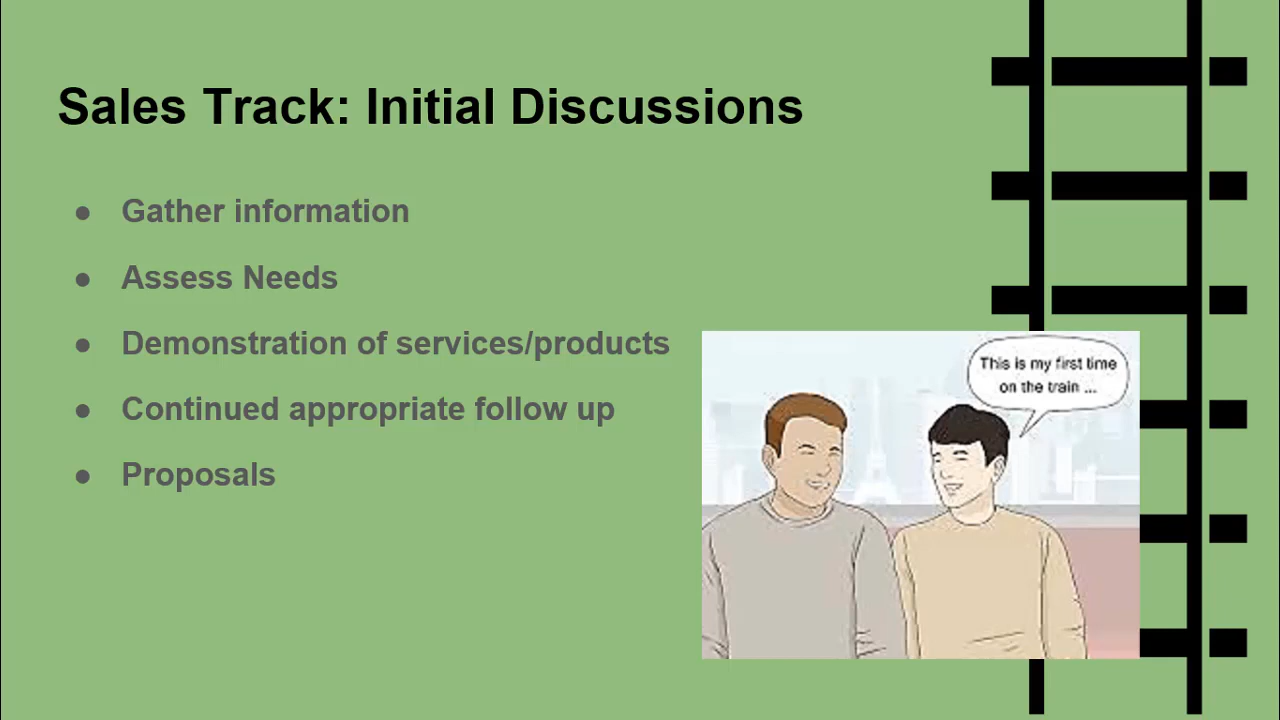 Sales Track: Initial Discussions
● Gather information
● Assess Needs
● Demonstration of services/products
● Continued appropriate follow up
● Proposals
This is my first time
on the train ...